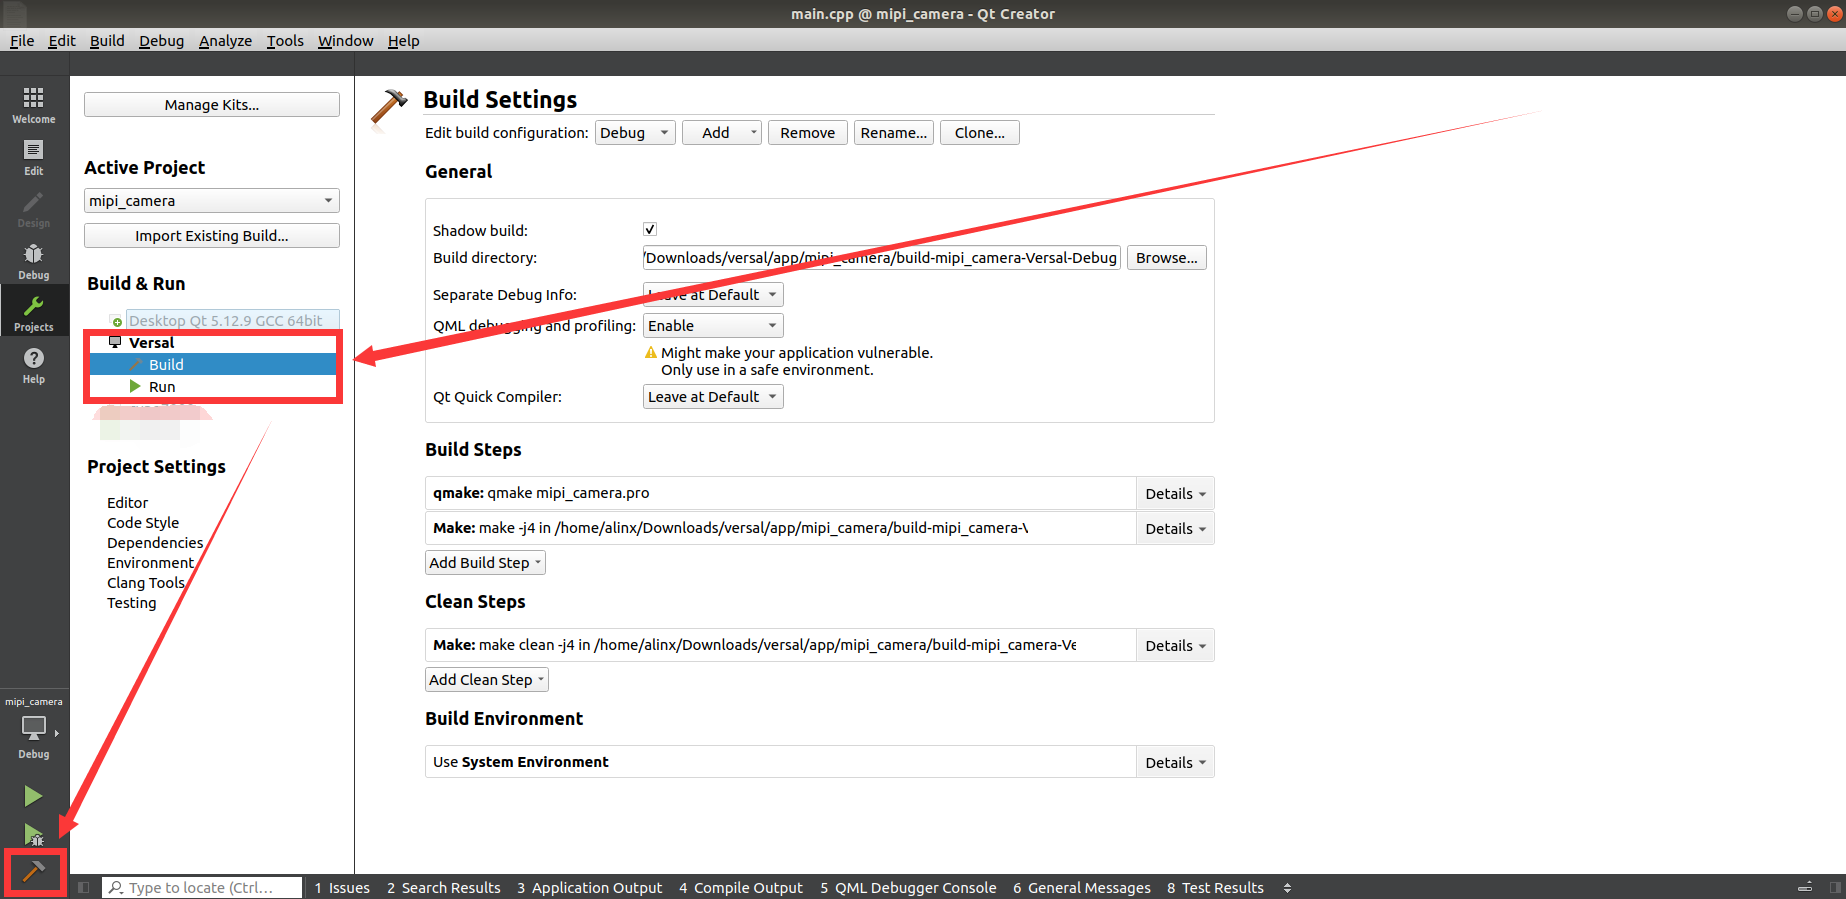 main.cpp @ mipi_camera - Qt Creator
File Edit Build Debug Analyze Tools Window Help
Welcome
Edit
Design
Debug
Projects
Help
mipi_camera
Debug
Manage Kits...
Active Project
mipi_camera
Import Existing Build...
Build & Run
Desktop Qt 5.12.9 GCC 64bit
Versal
Build
Run
Project Settings
Editor
Code Style
Dependencies
Environment
Clang Tools
Testing
Build Settings
Edit build configuration: Debug Add Remove Rename... Clone...
General
Shadow build:
Build directory: /Downloads/versal/app/mipi_camera/build-mipi_camera-Versal-Debug Browse...
Separate Debug Info: Leave at Default
QML debugging and profiling: Enable
Might make your application vulnerable.
Only use in a safe environment.
Qt Quick Compiler: Leave at Default
Build Steps
qmake: qmake mipi_camera.pro Details
Make: make -j4 in /home/alinx/Downloads/versal/app/mipi_camera/build-mipi_camera-V Details
Add Build Step
Clean Steps
Make: make clean -j4 in /home/alinx/Downloads/versal/app/mipi_camera/build-mipi_camera-Ve Details
Add Clean Step
Build Environment
Use System Environment Details
Type to locate (Ctrl... 1 Issues 2 Search Results 3 Application Output 4 Compile Output 5 QML Debugger Console 6 General Messages 8 Test Results